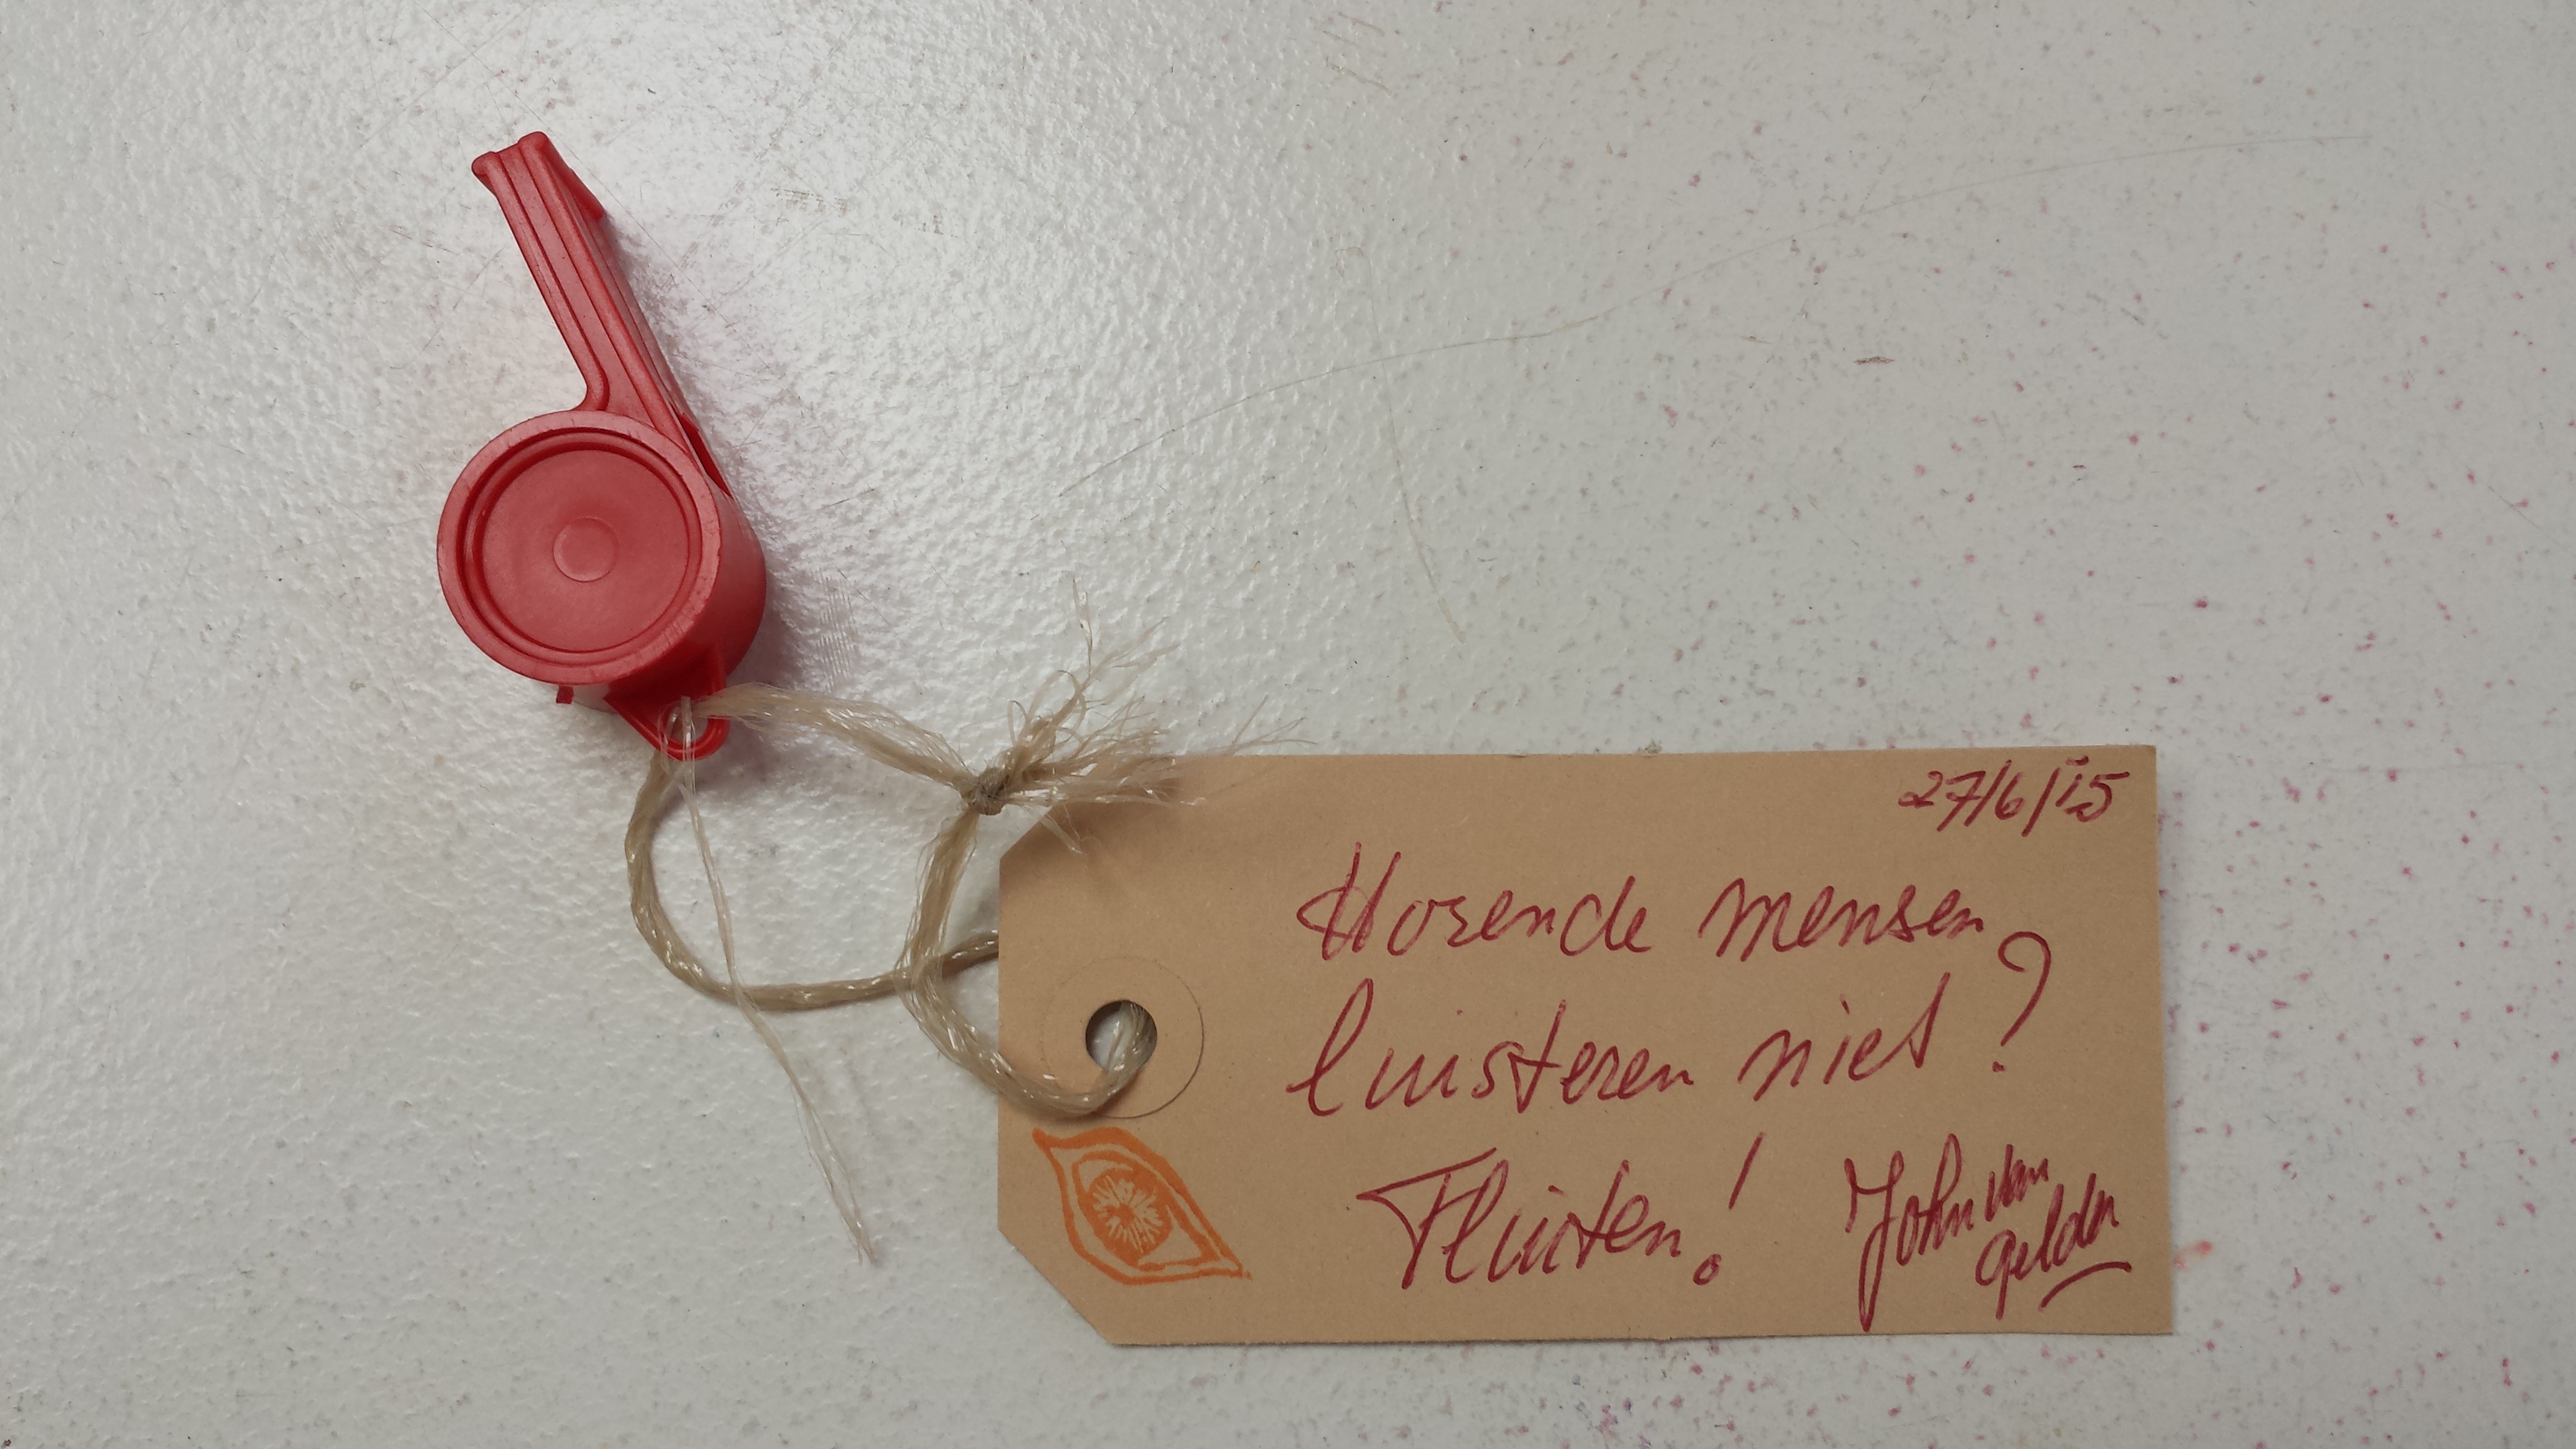 27/6/15
Horende mensen
luisteren niet?
Fluiten!
John van
Gelder